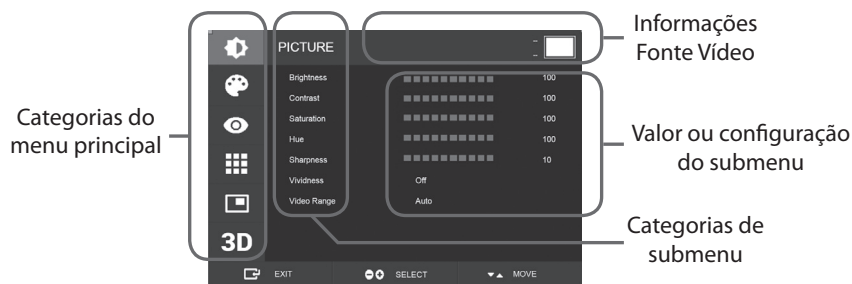 Informações
Fonte Vídeo
PICTURE
Brightness 100
Contrast 100
Saturation 100
Hue 100
Sharpness 10
Vividness Off
Video Range Auto
3D
EXIT SELECT MOVE
Categorias do
menu principal
Valor ou configuração
do submenu
Categorias de
submenu